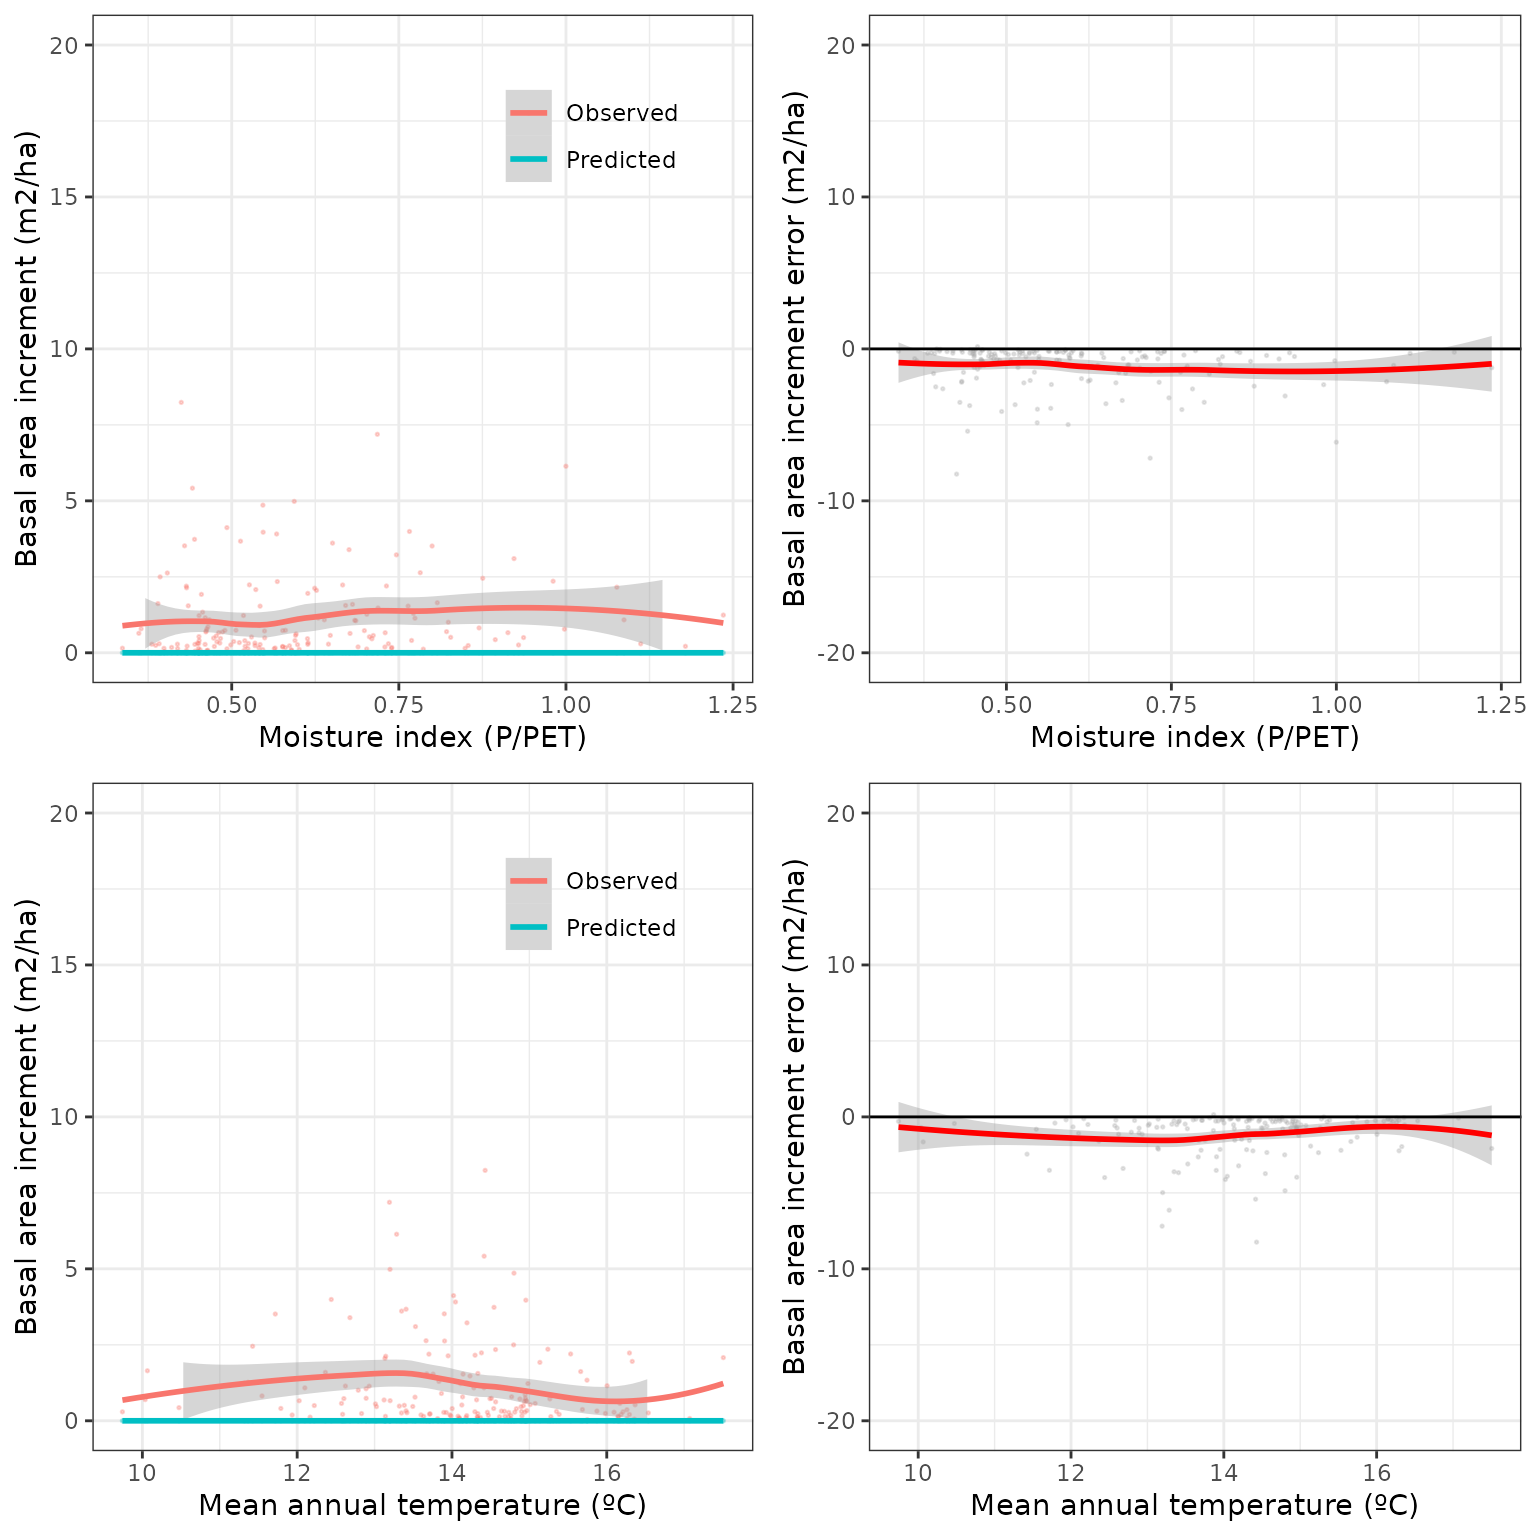 Basal area increment (m2/ha)
20
15
10
5
0
Observed
Predicted
0.50 0.75 1.00 1.25
Moisture index (P/PET)
Basal area increment error (m2/ha)
20
10
0
-10
-20
0.50 0.75 1.00 1.25
Moisture index (P/PET)
Basal area increment (m2/ha)
20
15
10
5
0
Observed
Predicted
10 12 14 16
Mean annual temperature (ºC)
Basal area increment error (m2/ha)
20
10
0
-10
-20
10 12 14 16
Mean annual temperature (ºC)